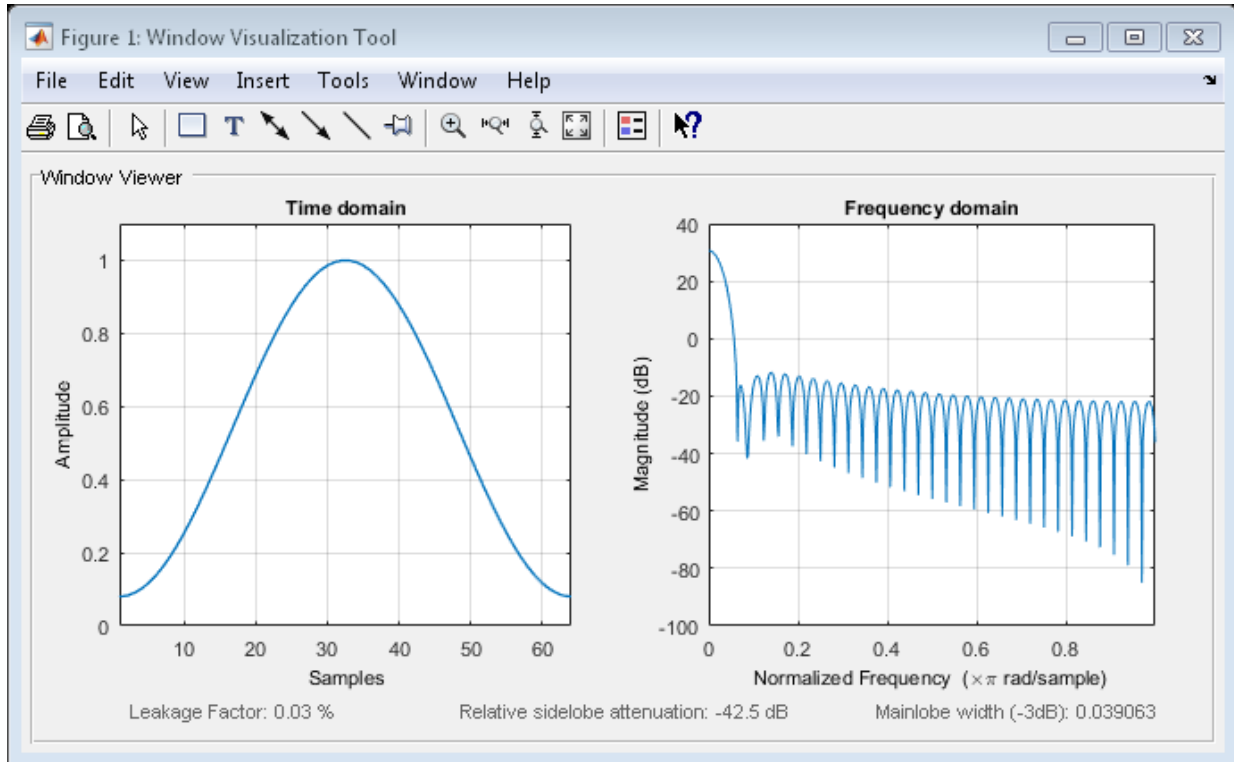 Figure 1: Window Visualization Tool
File Edit View Insert Tools Window Help
T
?
Window Viewer
Time domain
1
0.8
0.6
0.4
0.2
0
Amplitude
10 20 30 40 50 60
Samples
Frequency domain
40
20
0
-20
-40
-60
-80
-100
Magnitude (dB)
0 0.2 0.4 0.6 0.8
Normalized Frequency (×π rad/sample)
Leakage Factor: 0.03 %
Relative sidelobe attenuation: -42.5 dB
Mainlobe width (-3dB): 0.039063